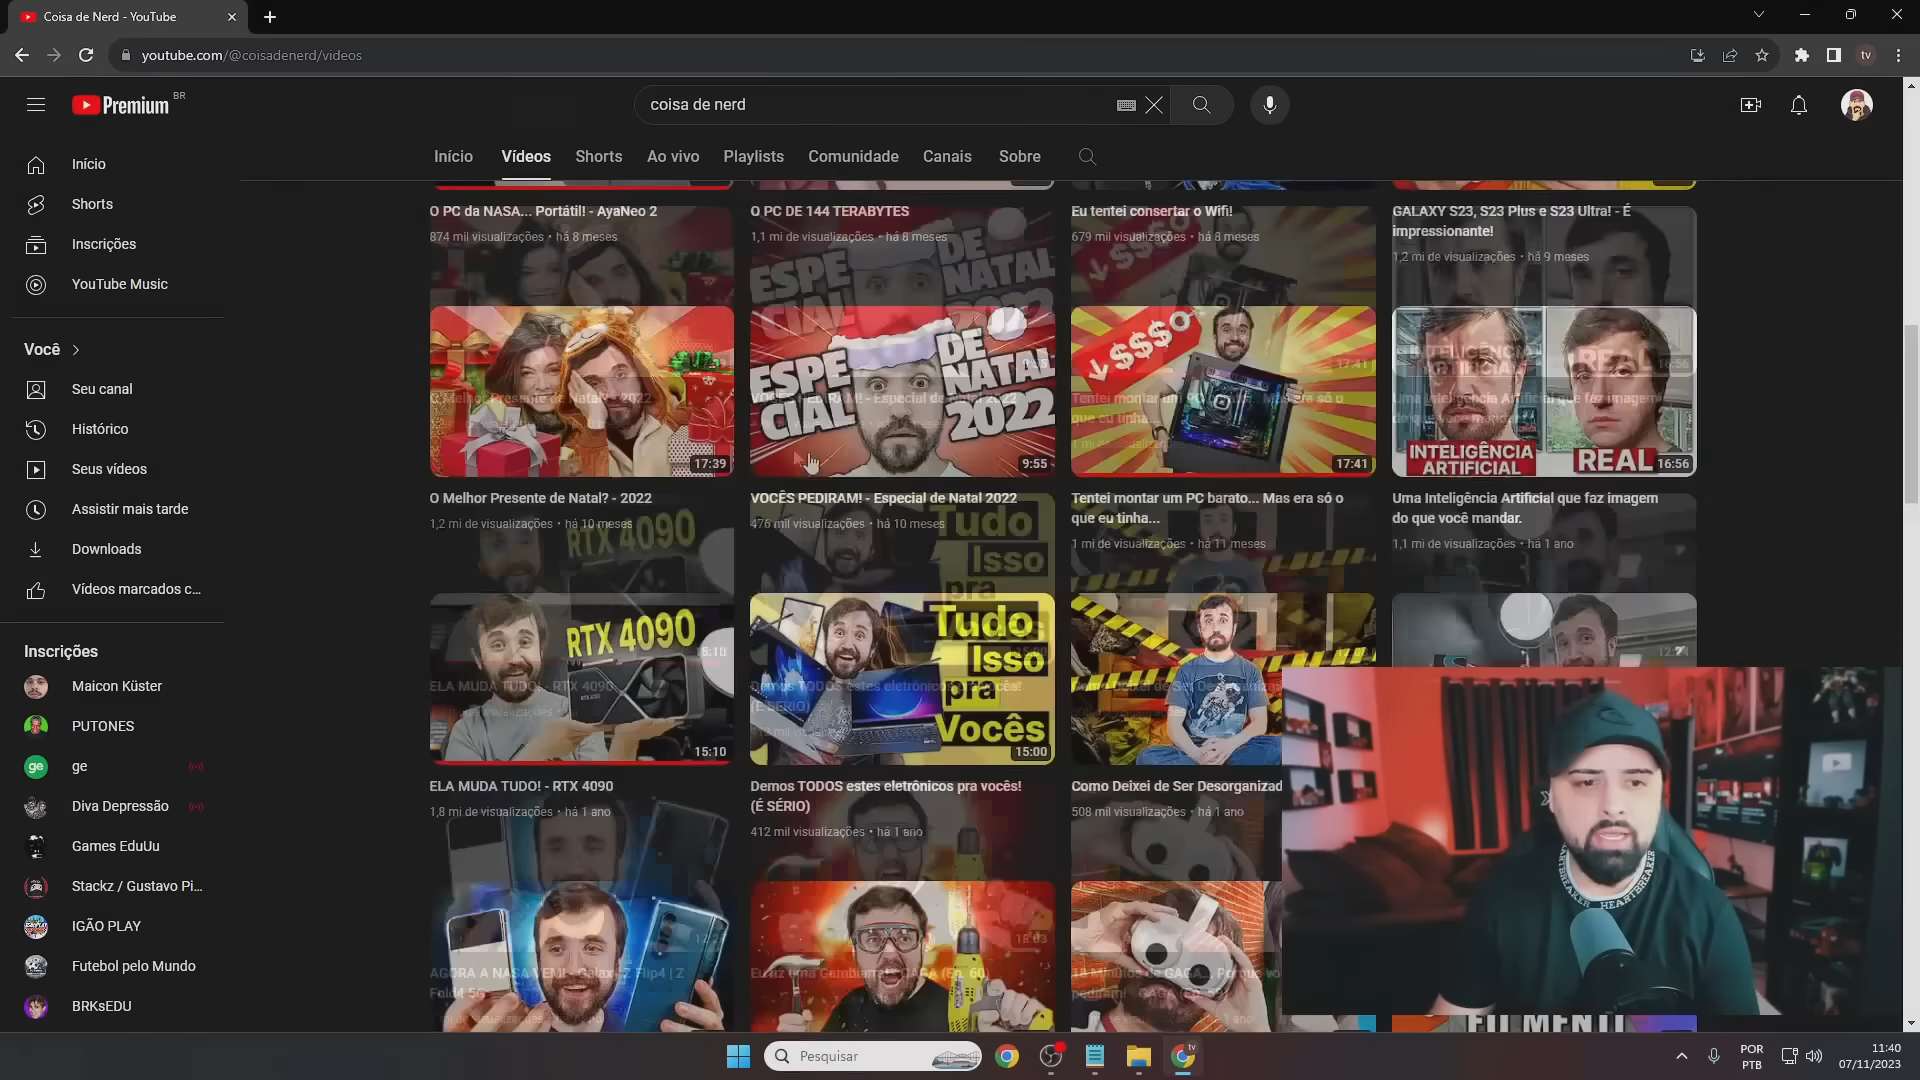 Coisa de Nerd - YouTube
youtube.com/@coisadenerd/videos
tv
Premium
BR
coisa de nerd
Início
Vídeos
Shorts
Ao vivo
Playlists
Comunidade
Canais
Sobre
Início
Shorts
Inscrições
YouTube Music
Você
Seu canal
Histórico
Seus vídeos
Assistir mais tarde
Downloads
Vídeos marcados c...
Inscrições
Maicon Küster
PUTONES
ge
ge
Diva Depressão
Games EduUu
Stackz / Gustavo Pi...
IGÃO PLAY
Futebol pelo Mundo
BRKsEDU
O PC da NASA... Portátil! - AyaNeo 2
874 mil visualizações • há 8 meses
O PC DE 144 TERABYTES
1,1 mi de visualizações • há 8 meses
Eu tentei consertar o Wifi!
679 mil visualizações • há 8 meses
GALAXY S23, S23 Plus e S23 Ultra! - É
impressionante!
1,2 mi de visualizações • há 9 meses
17:39
ESPE
CIAL
DE
NATAL
2022
9:55
$$$
17:41
INTELIGÊNCIA
ARTIFICIAL
REAL
16:56
O Melhor Presente de Natal? - 2022
1,2 mi de visualizações • há 10 meses
VOCÊS PEDIRAM! - Especial de Natal 2022
476 mil visualizações • há 10 meses
Tentei montar um PC barato... Mas era só o
que eu tinha...
1 mi de visualizações • há 11 meses
Uma Inteligência Artificial que faz imagem
do que você mandar.
1,1 mi de visualizações • há 1 ano
RTX 4090
15:10
Tudo
Isso
pra
Vocês
15:00
ELA MUDA TUDO! - RTX 4090
1,8 mi de visualizações • há 1 ano
Demos TODOS estes eletrônicos pra vocês!
(É SÉRIO)
412 mil visualizações • há 1 ano
Como Deixei de Ser Desorganizad
508 mil visualizações • há 1 ano
HEARTBREAKER
Pesquisar
tv
POR
PTB
11:40
07/11/2023